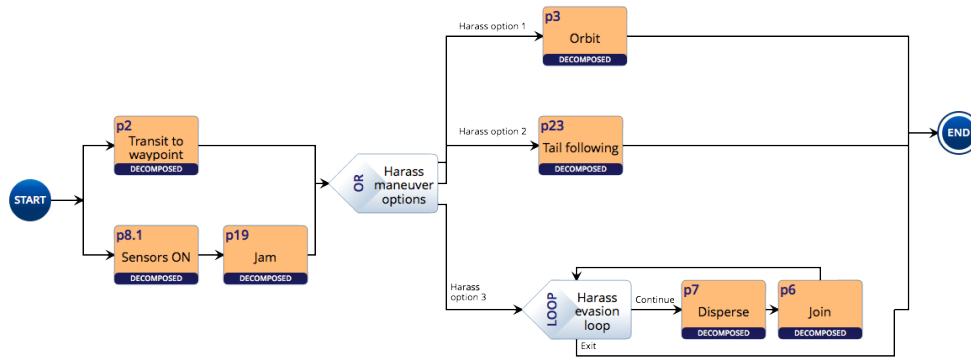 START
p2
Transit to
waypoint
DECOMPOSED
p8.1
Sensors ON
DECOMPOSED
p19
Jam
DECOMPOSED
OR
Harass
maneuver
options
Harass option 1
p3
Orbit
DECOMPOSED
Harass option 2
p23
Tail following
DECOMPOSED
Harass
option 3
LOOP
Harass
evasion
loop
Continue
Exit
p7
Disperse
DECOMPOSED
p6
Join
DECOMPOSED
END